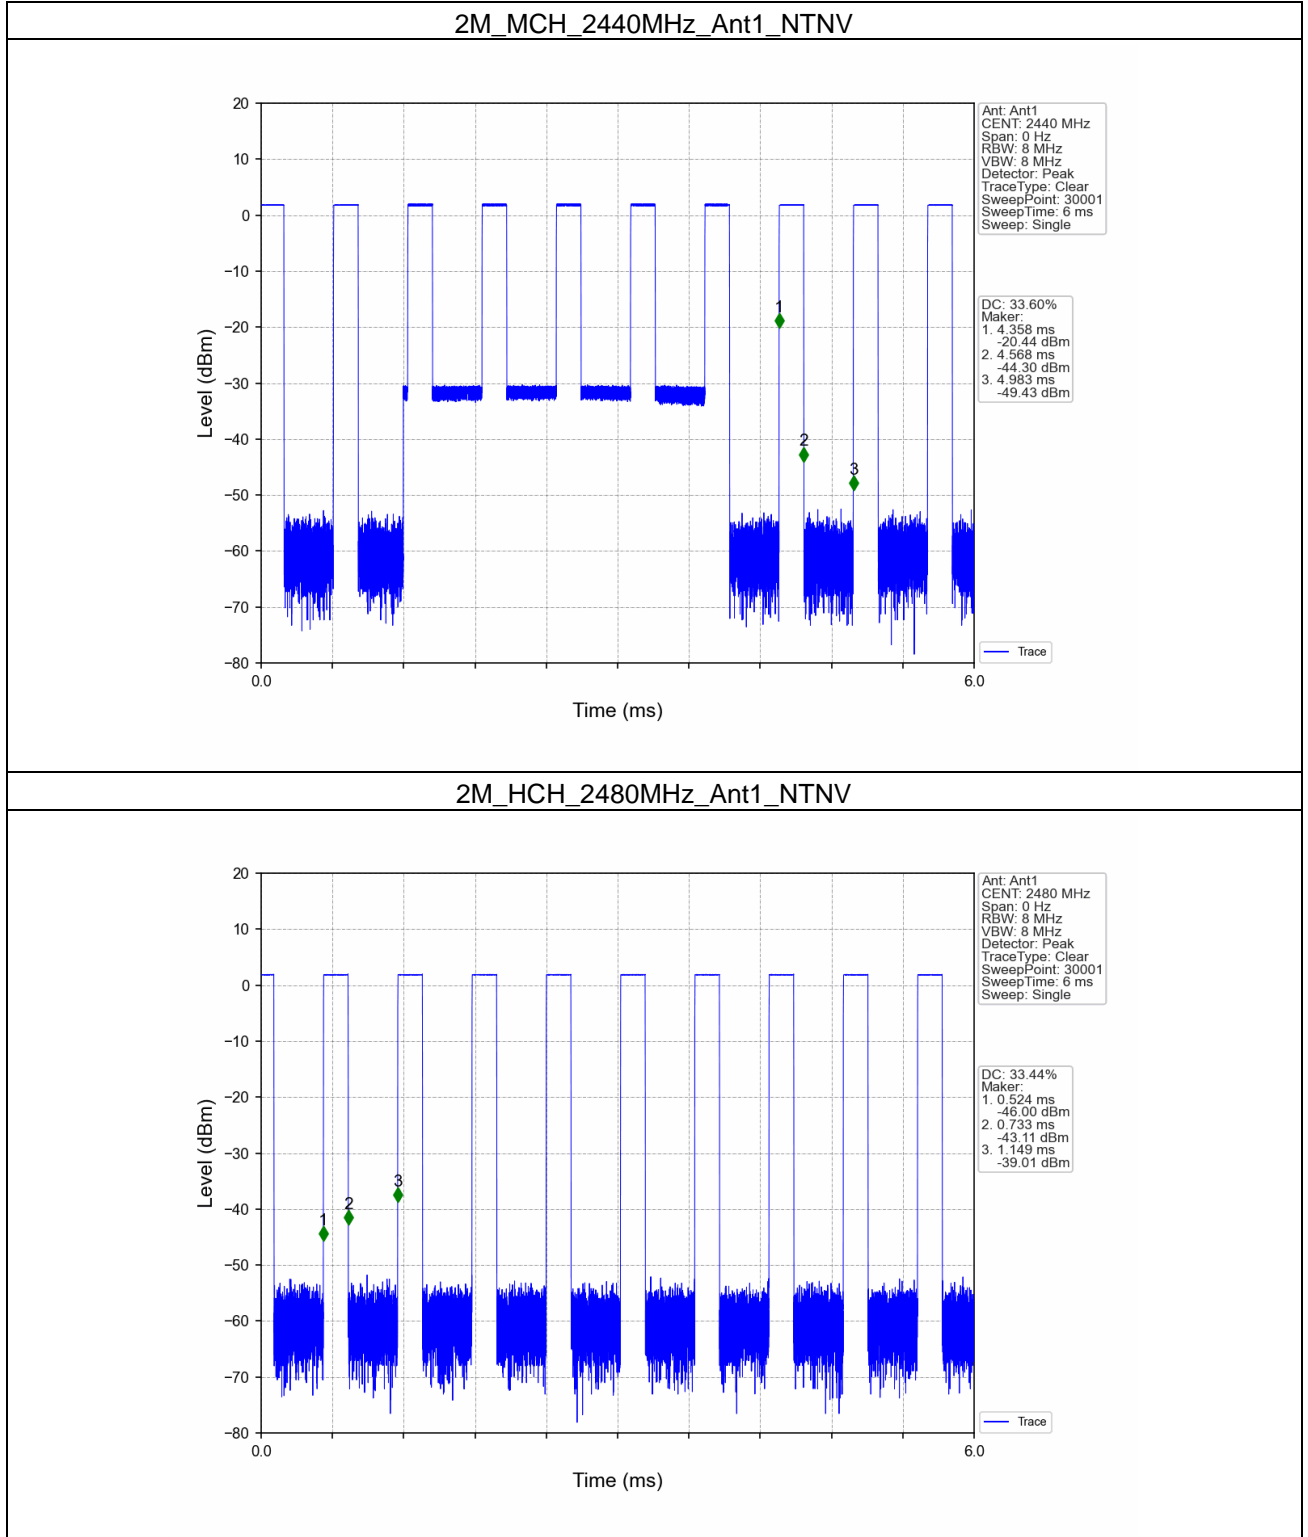 2M_MCH_2440MHz_Ant1_NTNV
20
10
0
−10
−20
−30
−40
−50
−60
−70
−80
Level (dBm)
0.0
6.0
Time (ms)
1
2
3
Ant: Ant1
CENT: 2440 MHz
Span: 0 Hz
RBW: 8 MHz
VBW: 8 MHz
Detector: Peak
TraceType: Clear
SweepPoint: 30001
SweepTime: 6 ms
Sweep: Single
DC: 33.60%
Maker:
1. 4.358 ms
-20.44 dBm
2. 4.568 ms
-44.30 dBm
3. 4.983 ms
-49.43 dBm
Trace
2M_HCH_2480MHz_Ant1_NTNV
20
10
0
−10
−20
−30
−40
−50
−60
−70
−80
Level (dBm)
0.0
6.0
Time (ms)
1
2
3
Ant: Ant1
CENT: 2480 MHz
Span: 0 Hz
RBW: 8 MHz
VBW: 8 MHz
Detector: Peak
TraceType: Clear
SweepPoint: 30001
SweepTime: 6 ms
Sweep: Single
DC: 33.44%
Maker:
1. 0.524 ms
-46.00 dBm
2. 0.733 ms
-43.11 dBm
3. 1.149 ms
-39.01 dBm
Trace